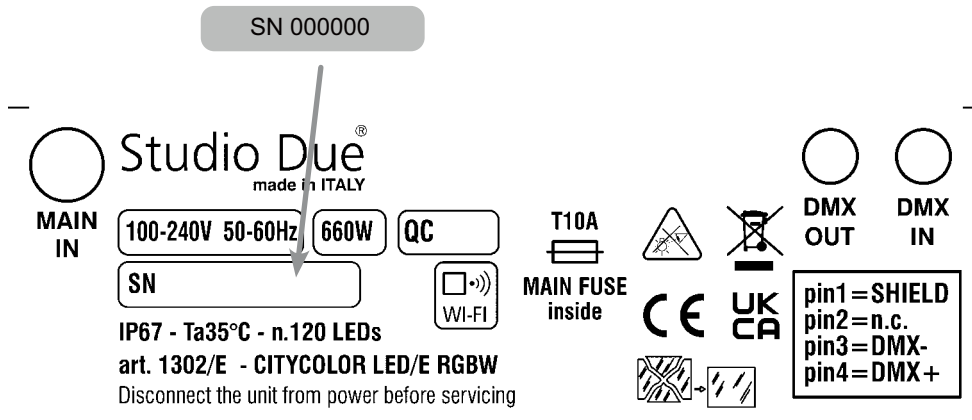 SN 000000
Studio Due®
made in ITALY
MAIN
IN
100-240V 50-60Hz
660W
QC
SN
WI-FI
IP67 - Ta35°C - n.120 LEDs
art. 1302/E - CITYCOLOR LED/E RGBW
Disconnect the unit from power before servicing
T10A
MAIN FUSE
inside
CE
UK
CA
DMX
OUT
DMX
IN
pin1=SHIELD
pin2=n.c.
pin3=DMX-
pin4=DMX+